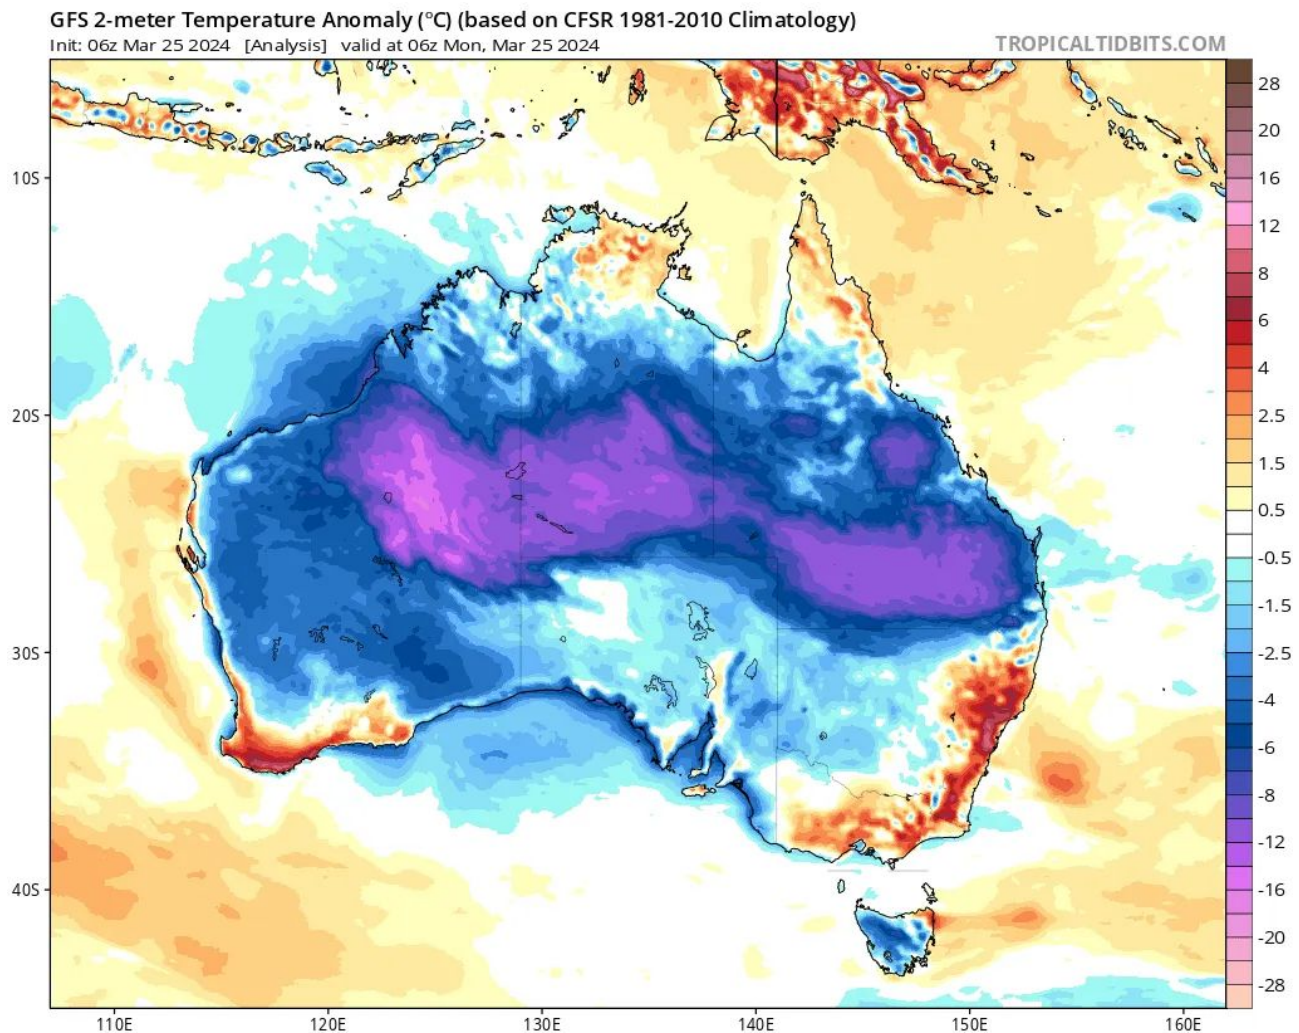 GFS 2-meter Temperature Anomaly (°C) (based on CFSR 1981-2010 Climatology)
Init: 06z Mar 25 2024 [Analysis] valid at 06z Mon, Mar 25 2024
TROPICALTIDBITS.COM
10S
20S
30S
40S
110E
120E
130E
140E
150E
160E
28
20
16
12
8
6
4
2.5
1.5
0.5
-0.5
-1.5
-2.5
-4
-6
-8
-12
-16
-20
-28